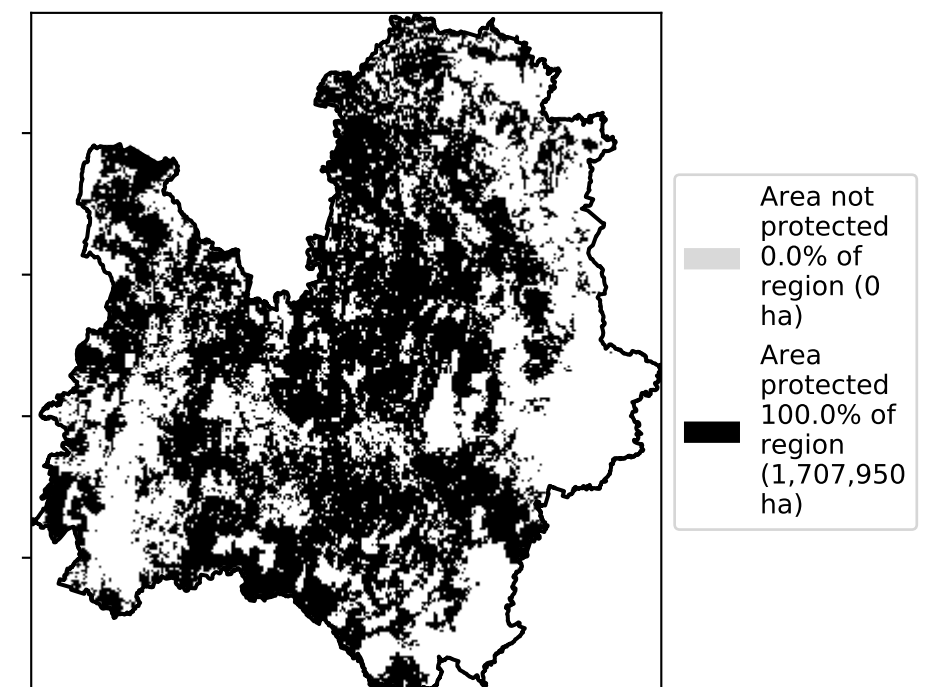 Area not
protected
0.0% of
region (0
ha)
Area
protected
100.0% of
region
(1,707,950
ha)